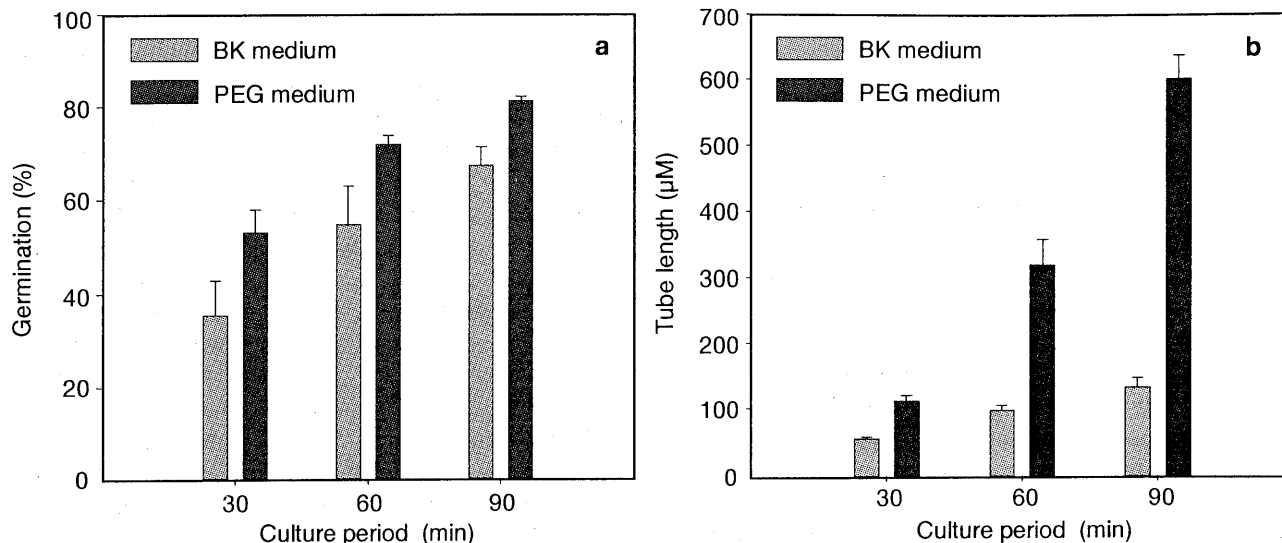 a
BK medium
PEG medium
Germination (%)
100
80
60
40
20
0
30 60 90
Culture period (min)
b
BK medium
PEG medium
Tube length (µM)
700
600
500
400
300
200
100
0
30 60 90
Culture period (min)